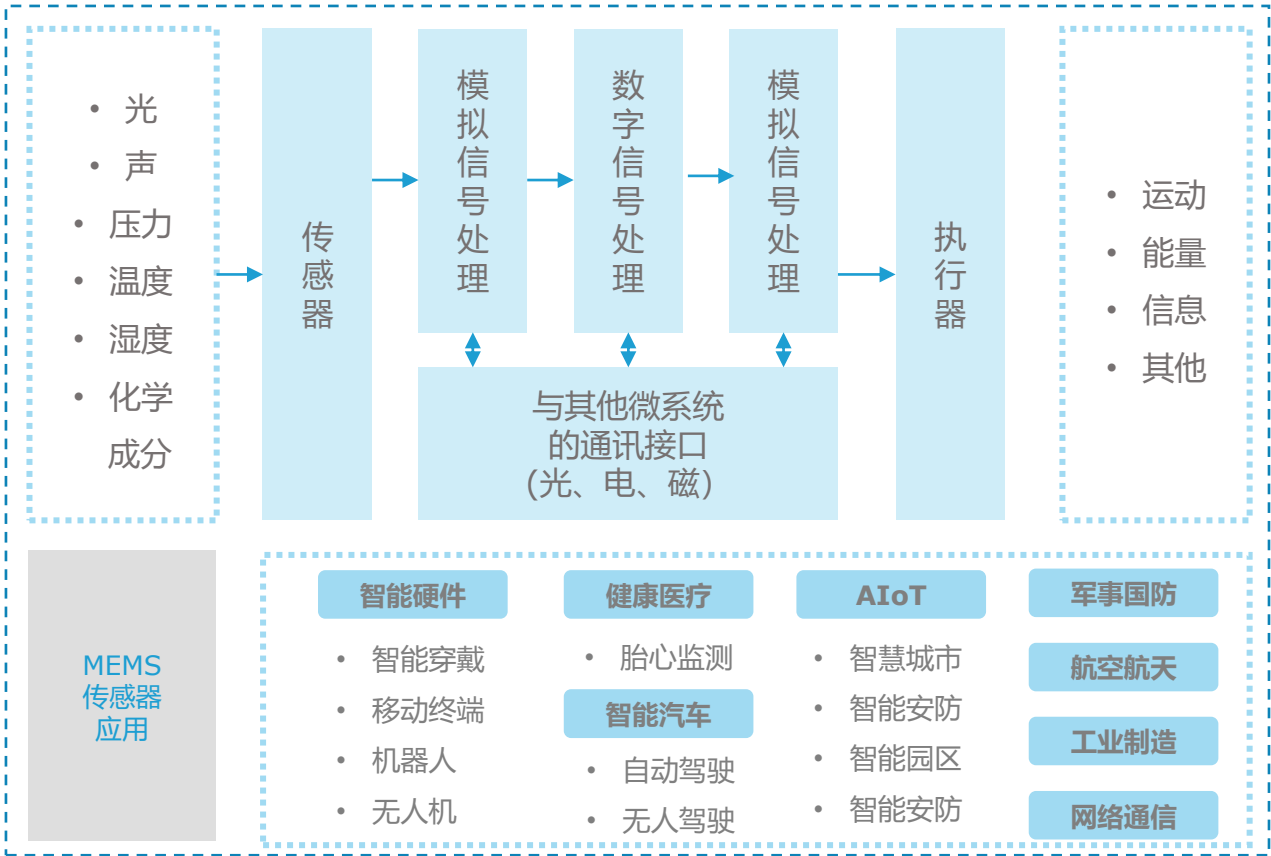 • 光
• 声
• 压力
• 温度
• 湿度
• 化学
成分
传感器
模拟信号处理
数字信号处理
模拟信号处理
与其他微系统
的通讯接口
(光、电、磁)
执行器
• 运动
• 能量
• 信息
• 其他
MEMS
传感器
应用
智能硬件
• 智能穿戴
• 移动终端
• 机器人
• 无人机
健康医疗
• 胎心监测
智能汽车
• 自动驾驶
• 无人驾驶
AIoT
• 智慧城市
• 智能安防
• 智能园区
• 智能安防
军事国防
航空航天
工业制造
网络通信